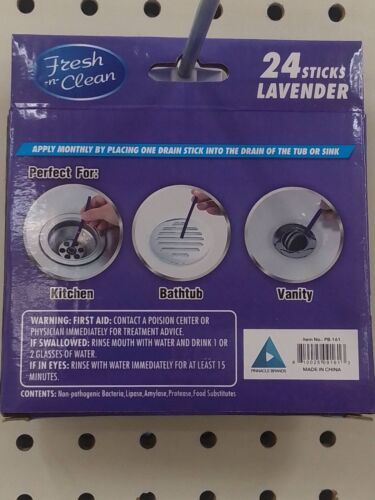 Fresh
-n-
Clean
24 STICKS
LAVENDER
APPLY MONTHLY BY PLACING ONE DRAIN STICK INTO THE DRAIN OF THE TUB OR SINK
Perfect For:
Kitchen
Bathtub
Vanity
WARNING: FIRST AID: CONTACT A POISION CENTER OR
PHYSICIAN IMMEDIATELY FOR TREATMENT ADVICE.
IF SWALLOWED: RINSE MOUTH WITH WATER AND DRINK 1 OR
2 GLASSES OF WATER.
IF IN EYES: RINSE WITH WATER IMMEDIATELY FOR AT LEAST 15
MINUTES.
CONTENTS: Non-pathogenic Bacteria, Lipase, Amylase, Protease, Food Substitutes
PINNACLE BRANDS
Item No.: PB-161
MADE IN CHINA